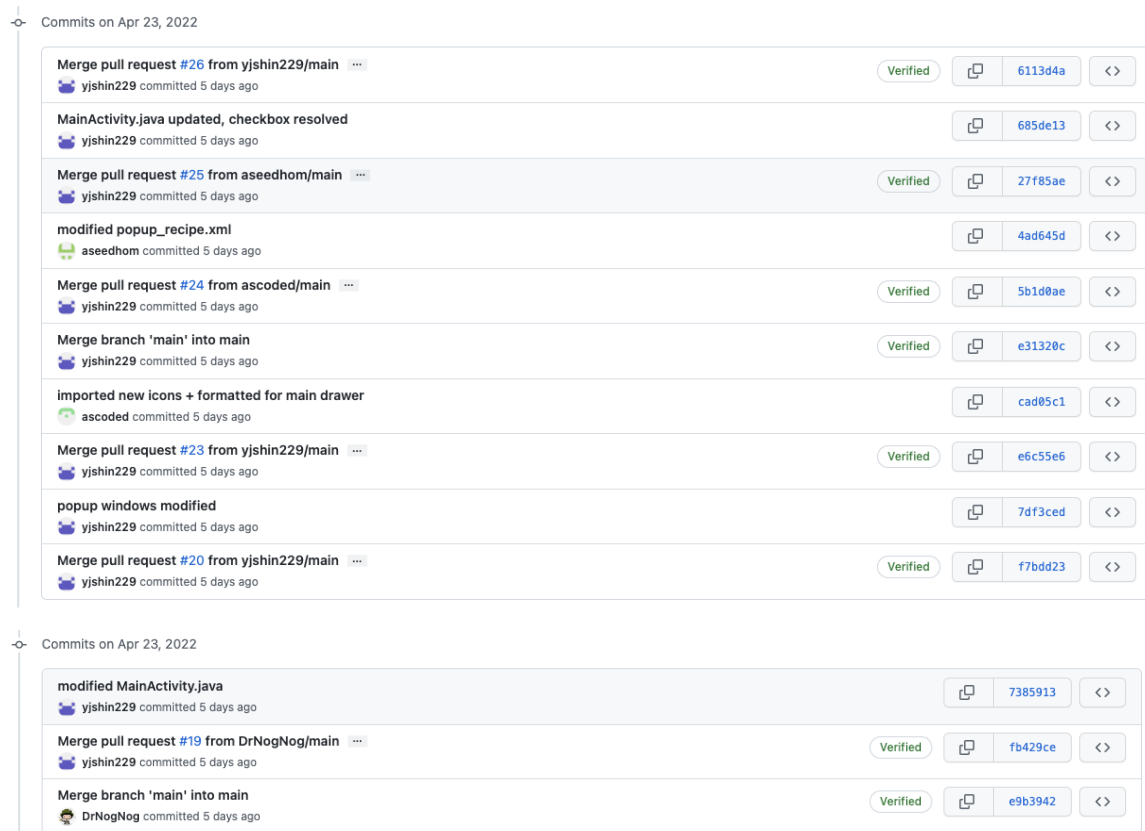 Commits on Apr 23, 2022
Merge pull request #26 from yjshin229/main ...
yjshin229 committed 5 days ago
Verified
6113d4a
MainActivity.java updated, checkbox resolved
yjshin229 committed 5 days ago
685de13
Merge pull request #25 from aseedhom/main ...
yjshin229 committed 5 days ago
Verified
27f85ae
modified popup_recipe.xml
aseedhom committed 5 days ago
4ad645d
Merge pull request #24 from ascoded/main ...
yjshin229 committed 5 days ago
Verified
5b1d0ae
Merge branch 'main' into main
yjshin229 committed 5 days ago
Verified
e31320c
imported new icons + formatted for main drawer
ascoded committed 5 days ago
cad05c1
Merge pull request #23 from yjshin229/main ...
yjshin229 committed 5 days ago
Verified
e6c55e6
popup windows modified
yjshin229 committed 5 days ago
7df3ced
Merge pull request #20 from yjshin229/main ...
yjshin229 committed 5 days ago
Verified
f7bdd23
Commits on Apr 23, 2022
modified MainActivity.java
yjshin229 committed 5 days ago
7385913
Merge pull request #19 from DrNogNog/main ...
yjshin229 committed 5 days ago
Verified
fb429ce
Merge branch 'main' into main
DrNogNog committed 5 days ago
Verified
e9b3942